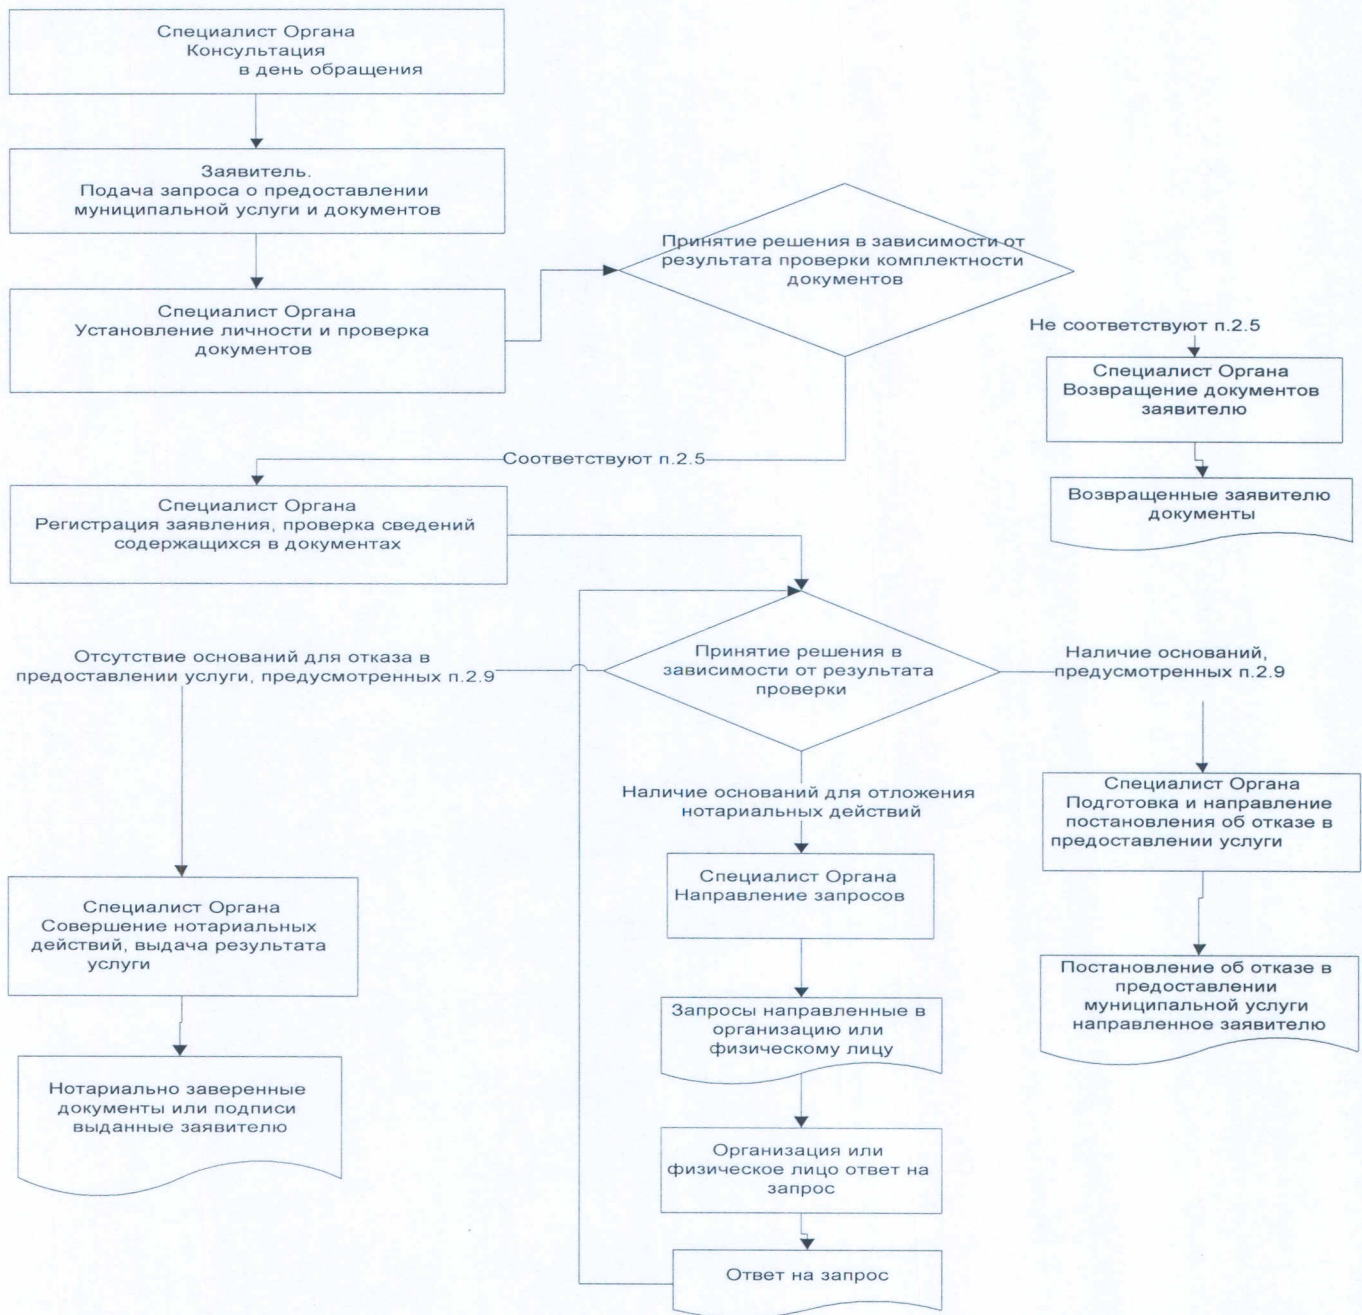 Специалист Органа
Консультация
в день обращения
Заявитель.
Подача запроса о предоставлении
муниципальной услуги и документов
Специалист Органа
Установление личности и проверка
документов
Принятие решения в зависимости от
результата проверки комплектности
документов
Не соответствуют п.2.5
Специалист Органа
Возвращение документов
заявителю
Возвращенные заявителю
документы
Соответствуют п.2.5
Специалист Органа
Регистрация заявления, проверка сведений
содержащихся в документах
Принятие решения в
зависимости от результата
проверки
Отсутствие оснований для отказа в
предоставлении услуги, предусмотренных п.2.9
Наличие оснований,
предусмотренных п.2.9
Наличие оснований для отложения
нотариальных действий
Специалист Органа
Подготовка и направление
постановления об отказе в
предоставлении услуги
Специалист Органа
Направление запросов
Специалист Органа
Совершение нотариальных
действий, выдача результата
услуги
Постановление об отказе в
предоставлении
муниципальной услуги
направленное заявителю
Запросы направленные в
организацию или
физическому лицу
Нотариально заверенные
документы или подписи
выданные заявителю
Организация или
физическое лицо ответ на
запрос
Ответ на запрос